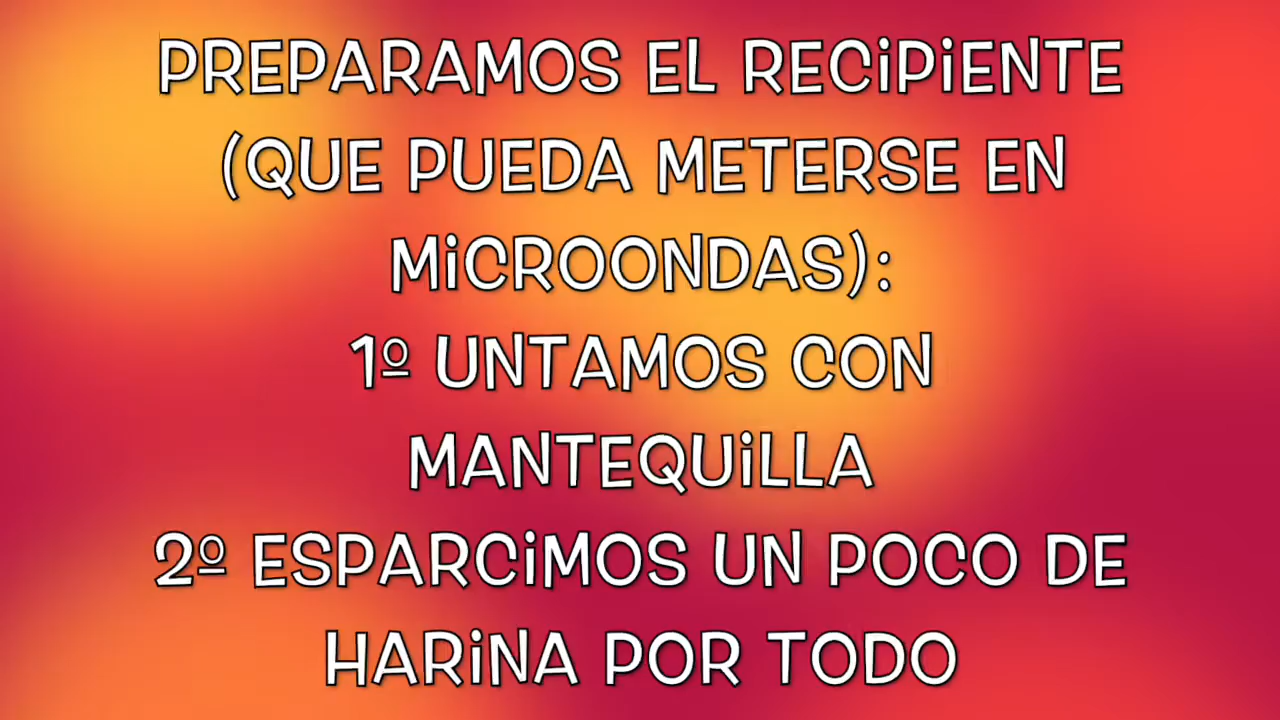 PREPARAMOS EL RECiPiENTE
(QUE PUEDA METERSE EN
MiCROONDAS):
1º UNTAMOS CON
MANTEQUiLLA
2º ESPARCiMOS UN POCO DE
HARiNA POR TODO